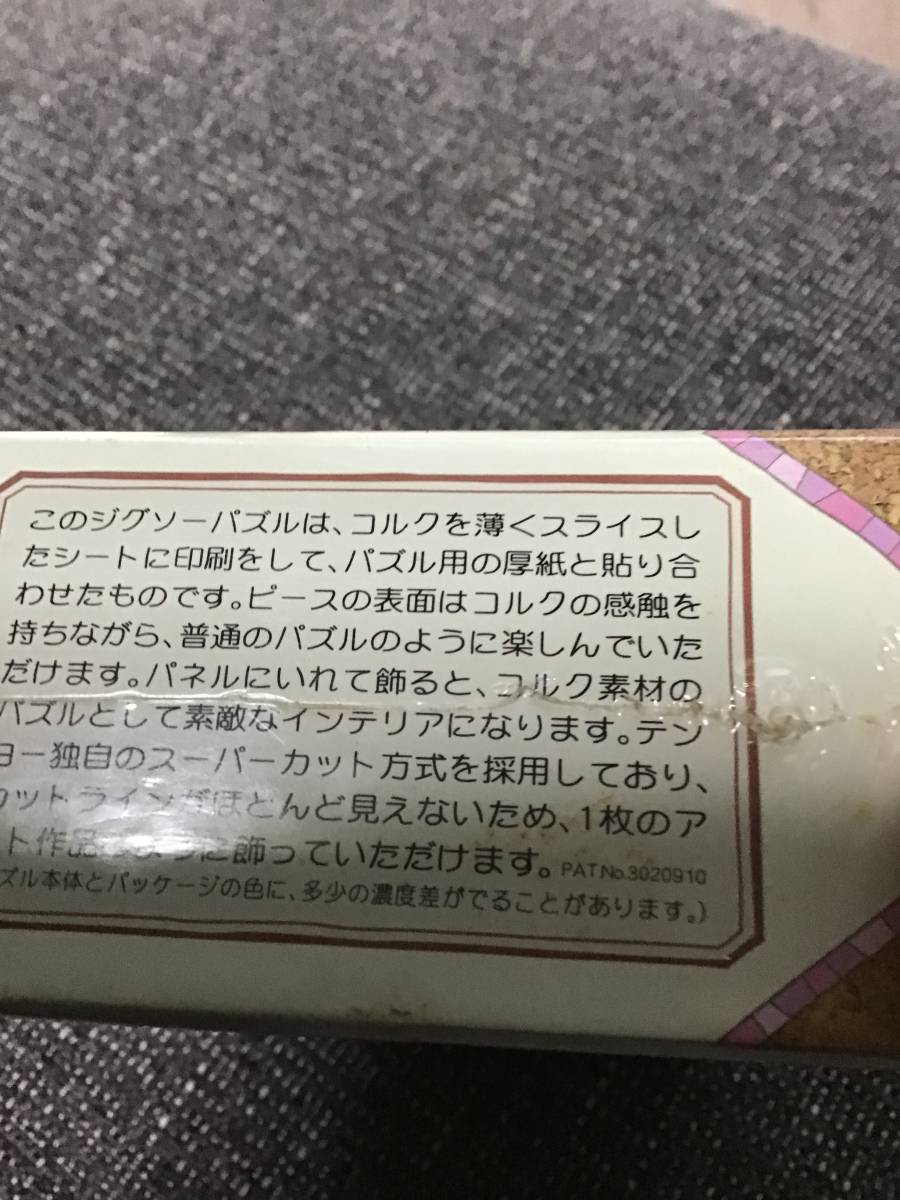 このジグソーパズルは、コルクを薄くスライスし
たシートに印刷をして、パズル用の厚紙と貼り合
わせたものです。ピースの表面はコルクの感触を
持ちながら、普通のパズルのように楽しんでいた
だけます。パネルにいれて飾ると、コルク素材の
パズルとして素敵なインテリアになります。テン
ヨー独自のスーパーカット方式を採用しており、
カットラインがほとんど見えないため、1枚のア
ート作品のように飾っていただけます。PAT.No.3020910
ズル本体とパッケージの色に、多少の濃度差がでることがあります。)